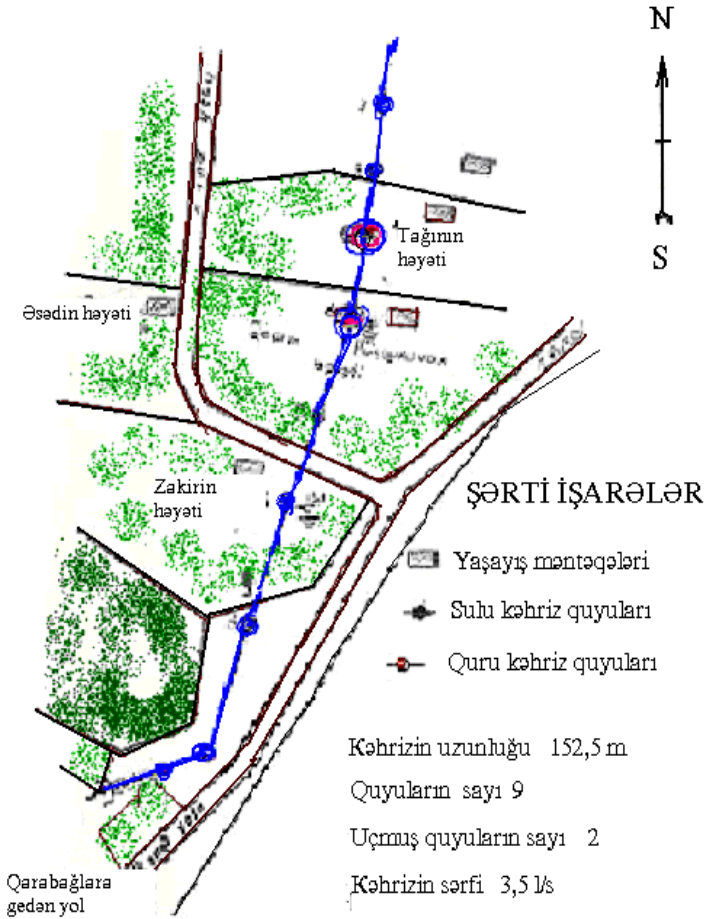 N
S
Tağının
həyəti
Əsədin həyəti
Zakirin
həyəti
ŞƏRTİ İŞARƏLƏR
Yaşayış məntəqələri
Sulu kəhriz quyuları
Quru kəhriz quyuları
Kəhrizin uzunluğu 152,5 m
Quyuların sayı 9
Uçmuş quyuların sayı 2
Kəhrizin sərfi 3,5 l/s
Qarabağlara
gedən yol